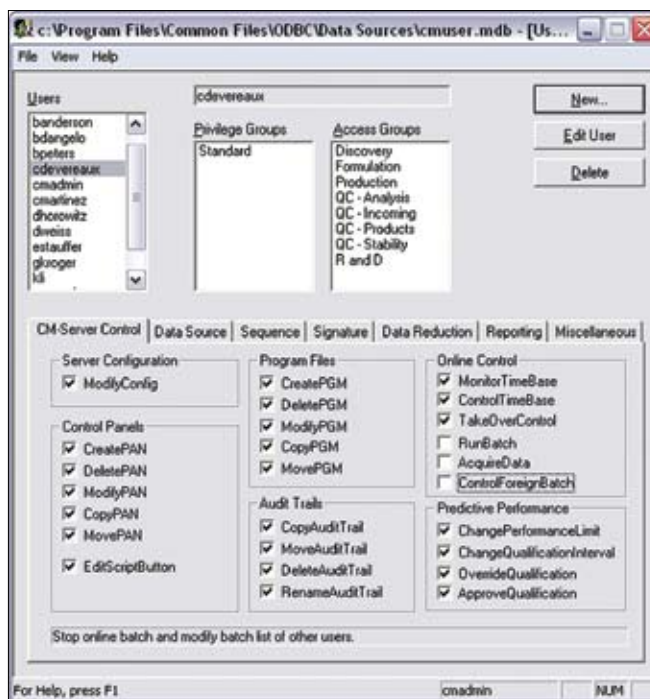 c:\Program Files\Common Files\ODBC\Data Sources\cmuser.mdb - [Us...
File View Help
Users
banderson
bdangelo
bpeters
cdevereaux
cmadmin
cmartinez
dhorowitz
dweiss
estauffer
gkroger
kli
cdevereaux
Privilege Groups
Standard
Access Groups
Discovery
Formulation
Production
QC - Analysis
QC - Incoming
QC - Products
QC - Stability
R and D
New...
Edit User
Delete
CM-Server Control Data Source Sequence Signature Data Reduction Reporting Miscellaneous
Server Configuration
ModifyConfig
Control Panels
CreatePAN
DeletePAN
ModifyPAN
CopyPAN
MovePAN
EditScriptButton
Program Files
CreatePGM
DeletePGM
ModifyPGM
CopyPGM
MovePGM
Audit Trails
CopyAuditTrail
MoveAuditTrail
DeleteAuditTrail
RenameAuditTrail
Online Control
MonitorTimeBase
ControlTimeBase
TakeOverControl
RunBatch
AcquireData
ControlForeignBatch
Predictive Performance
ChangePerformanceLimit
ChangeQualificationInterval
OverrideQualification
ApproveQualification
Stop online batch and modify batch list of other users.
For Help, press F1
cmadmin
NUM